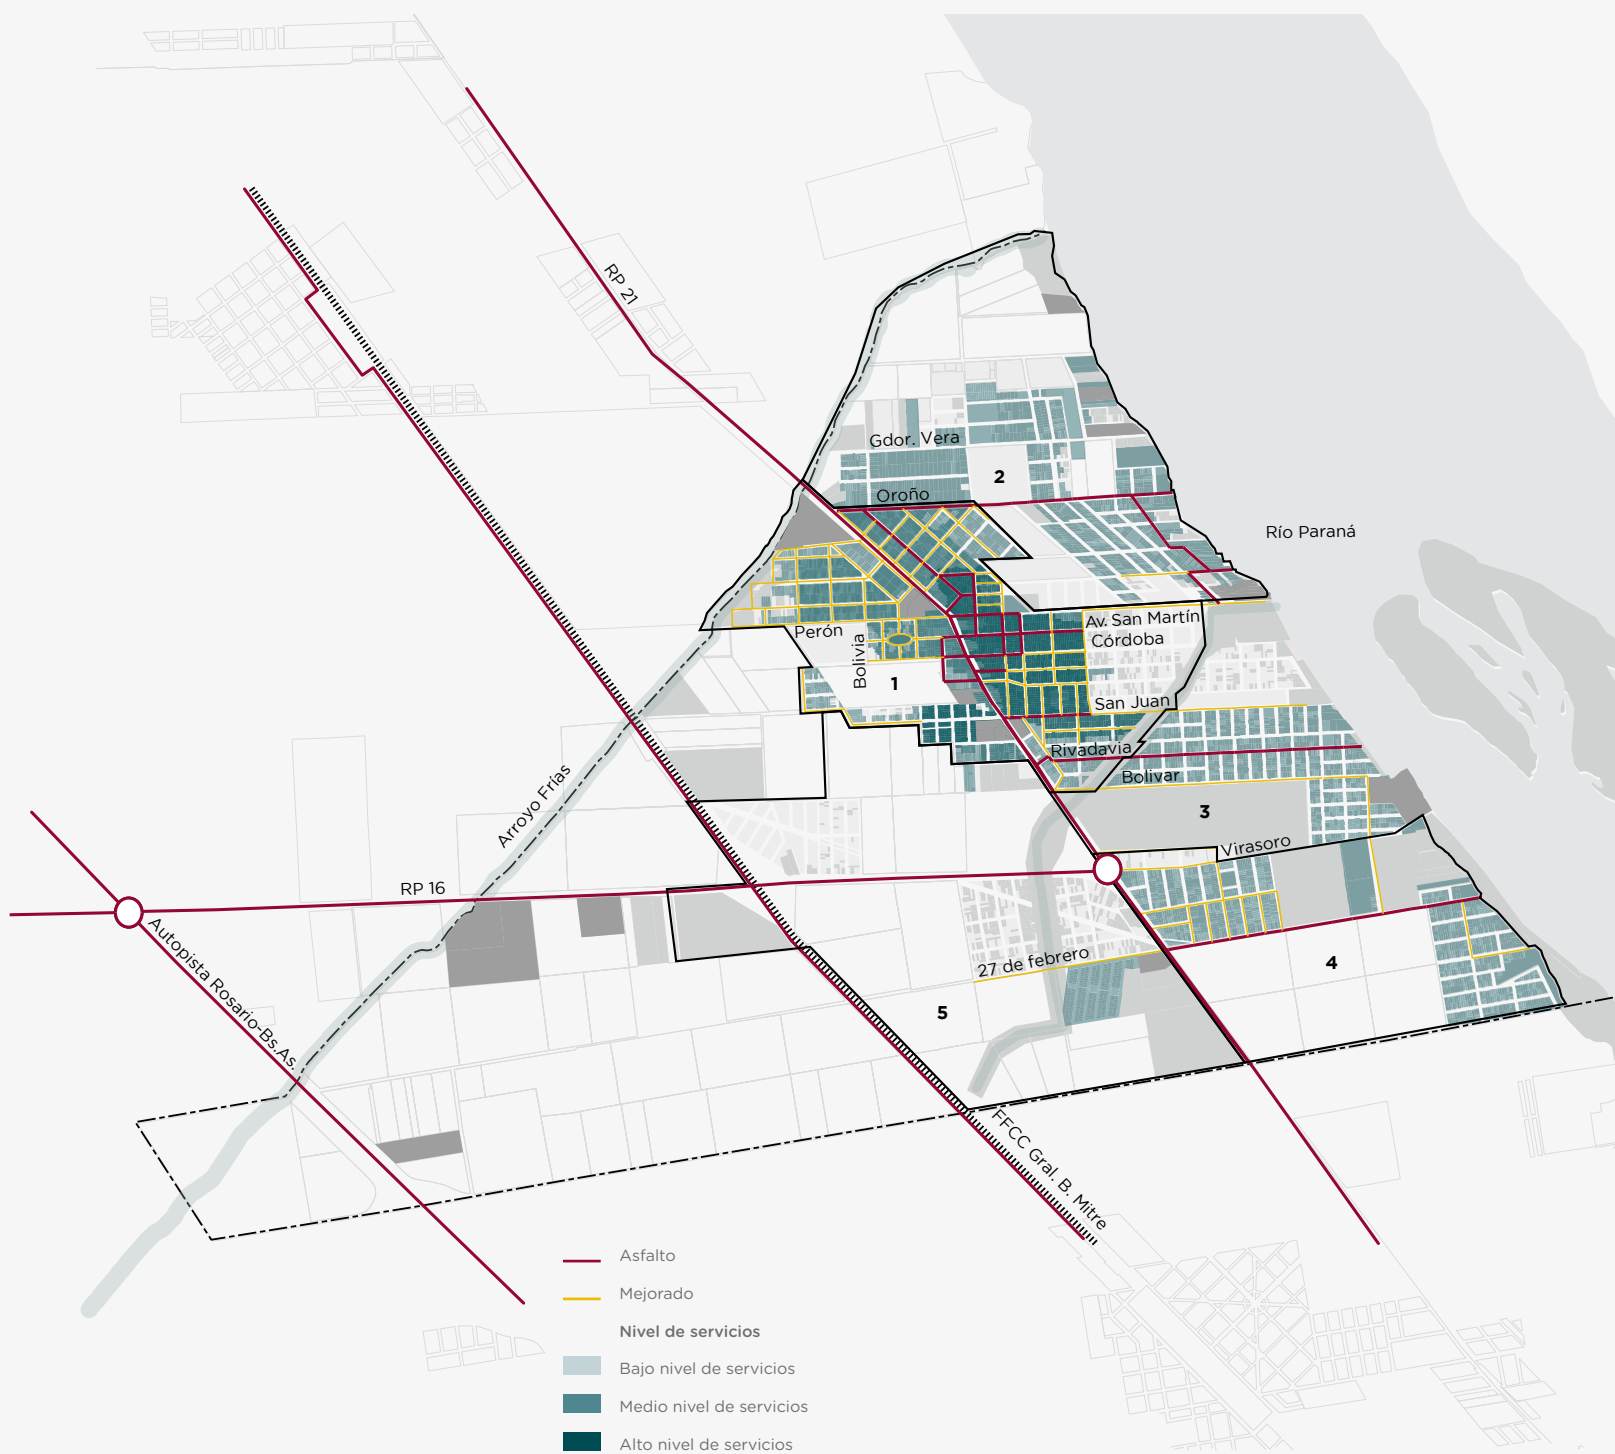 RP 21
Gdor. Vera
2
Oroño
Río Paraná
Av. San Martín
Perón
Córdoba
Bolivia
1
San Juan
Rivadavia
Bolivar
3
Arroyo Frías
Virasoro
RP 16
Autopista Rosario-Bs.As.
27 de febrero
4
5
FFCC Gral. B. Mitre
Asfalto
Mejorado
Nivel de servicios
Bajo nivel de servicios
Medio nivel de servicios
Alto nivel de servicios